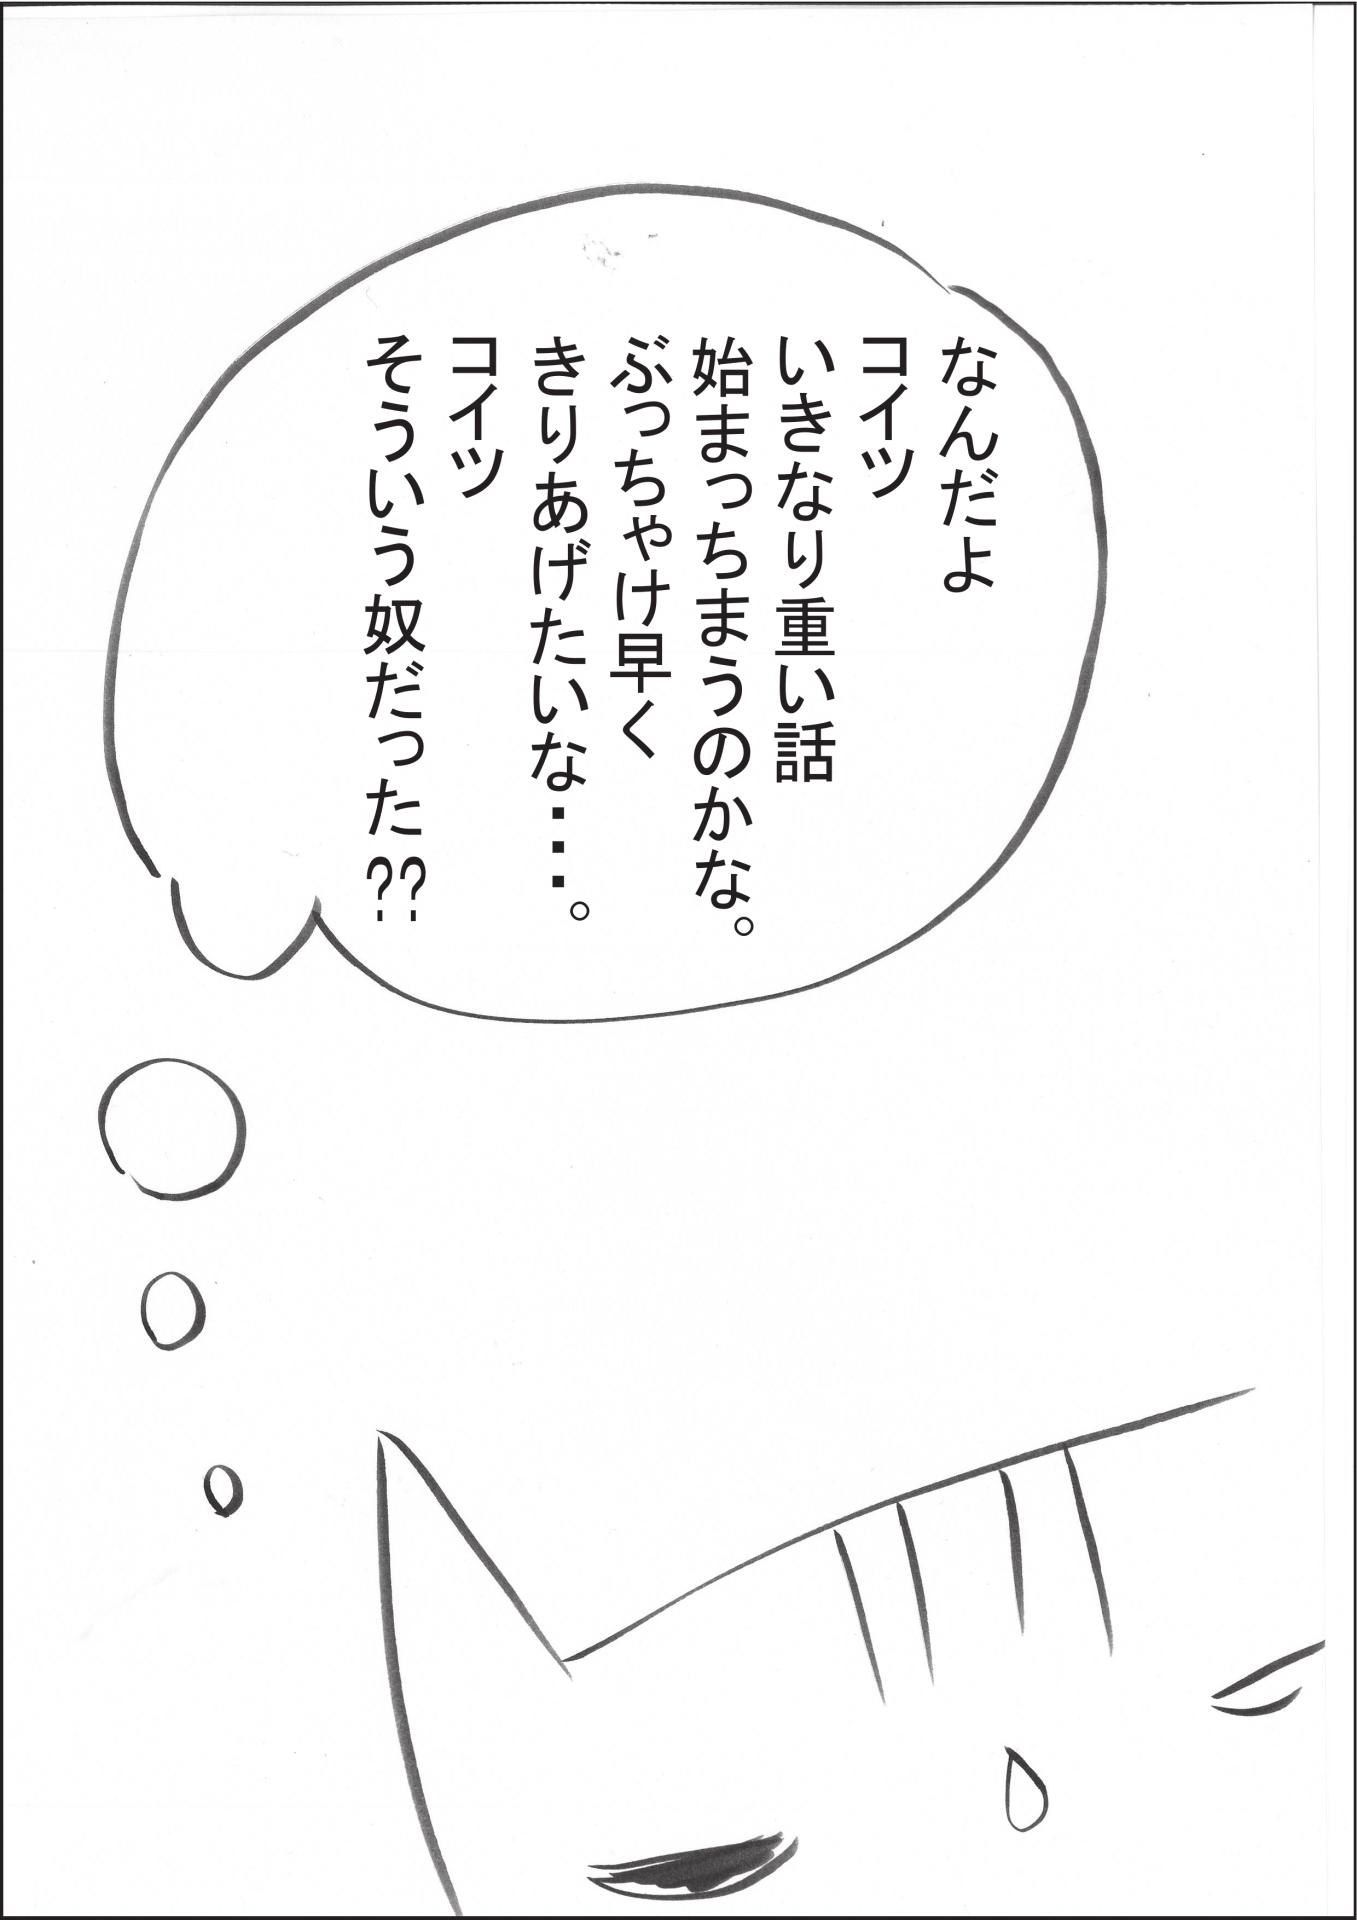 なんだよ
コイツ
いきなり重い話
始まっちまうのかな。
ぶっちゃけ早く
きりあげたいな・・・。
コイツ
そういう奴だった??